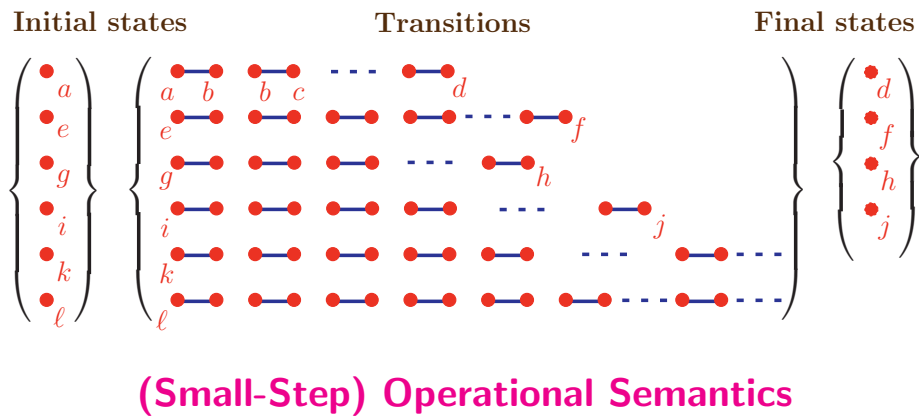 Initial states Transitions Final states
a a b b c d d
e e f f
g g h h
i i j j
k k
ℓ ℓ
(Small-Step) Operational Semantics